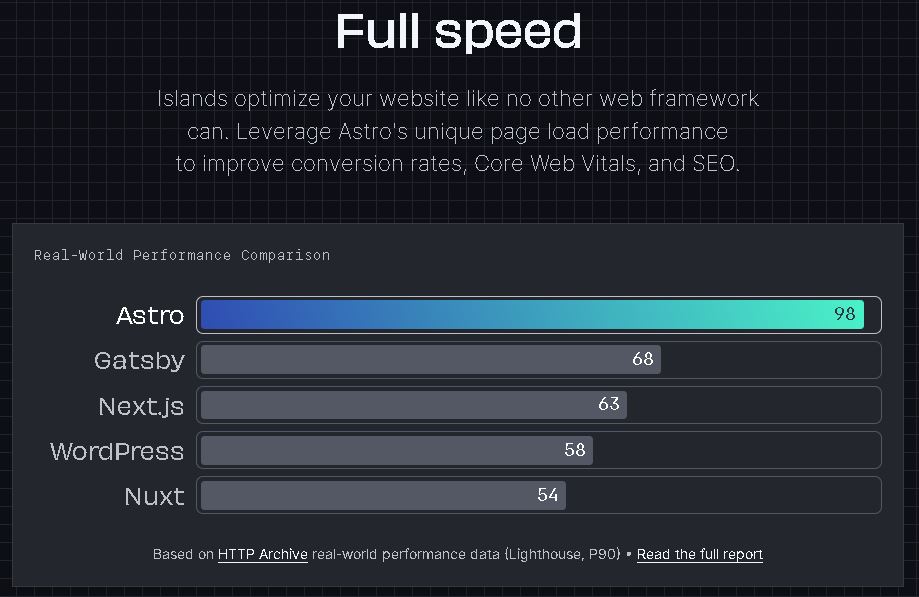 Full speed
Islands optimize your website like no other web framework
can. Leverage Astro's unique page load performance
to improve conversion rates, Core Web Vitals, and SEO.
Real-World Performance Comparison
Astro 98
Gatsby 68
Next.js 63
WordPress 58
Nuxt 54
Based on HTTP Archive real-world performance data (Lighthouse, P90) • Read the full report